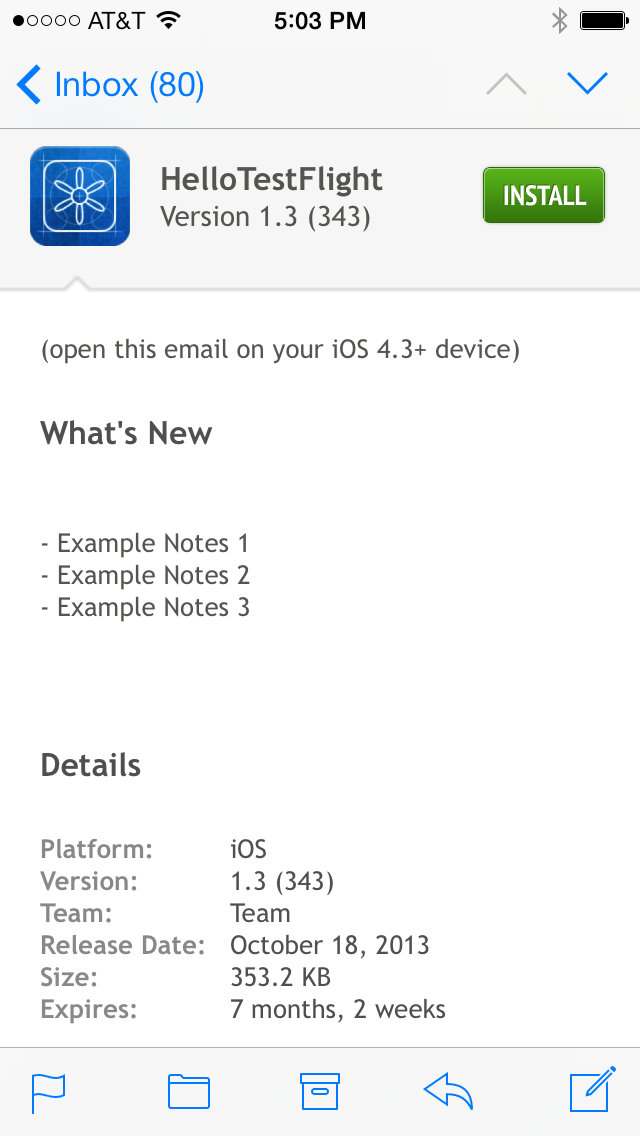 AT&T 5:03 PM
Inbox (80)
HelloTestFlight
Version 1.3 (343)
INSTALL
(open this email on your iOS 4.3+ device)
What's New
- Example Notes 1
- Example Notes 2
- Example Notes 3
Details
Platform: iOS
Version: 1.3 (343)
Team: Team
Release Date: October 18, 2013
Size: 353.2 KB
Expires: 7 months, 2 weeks